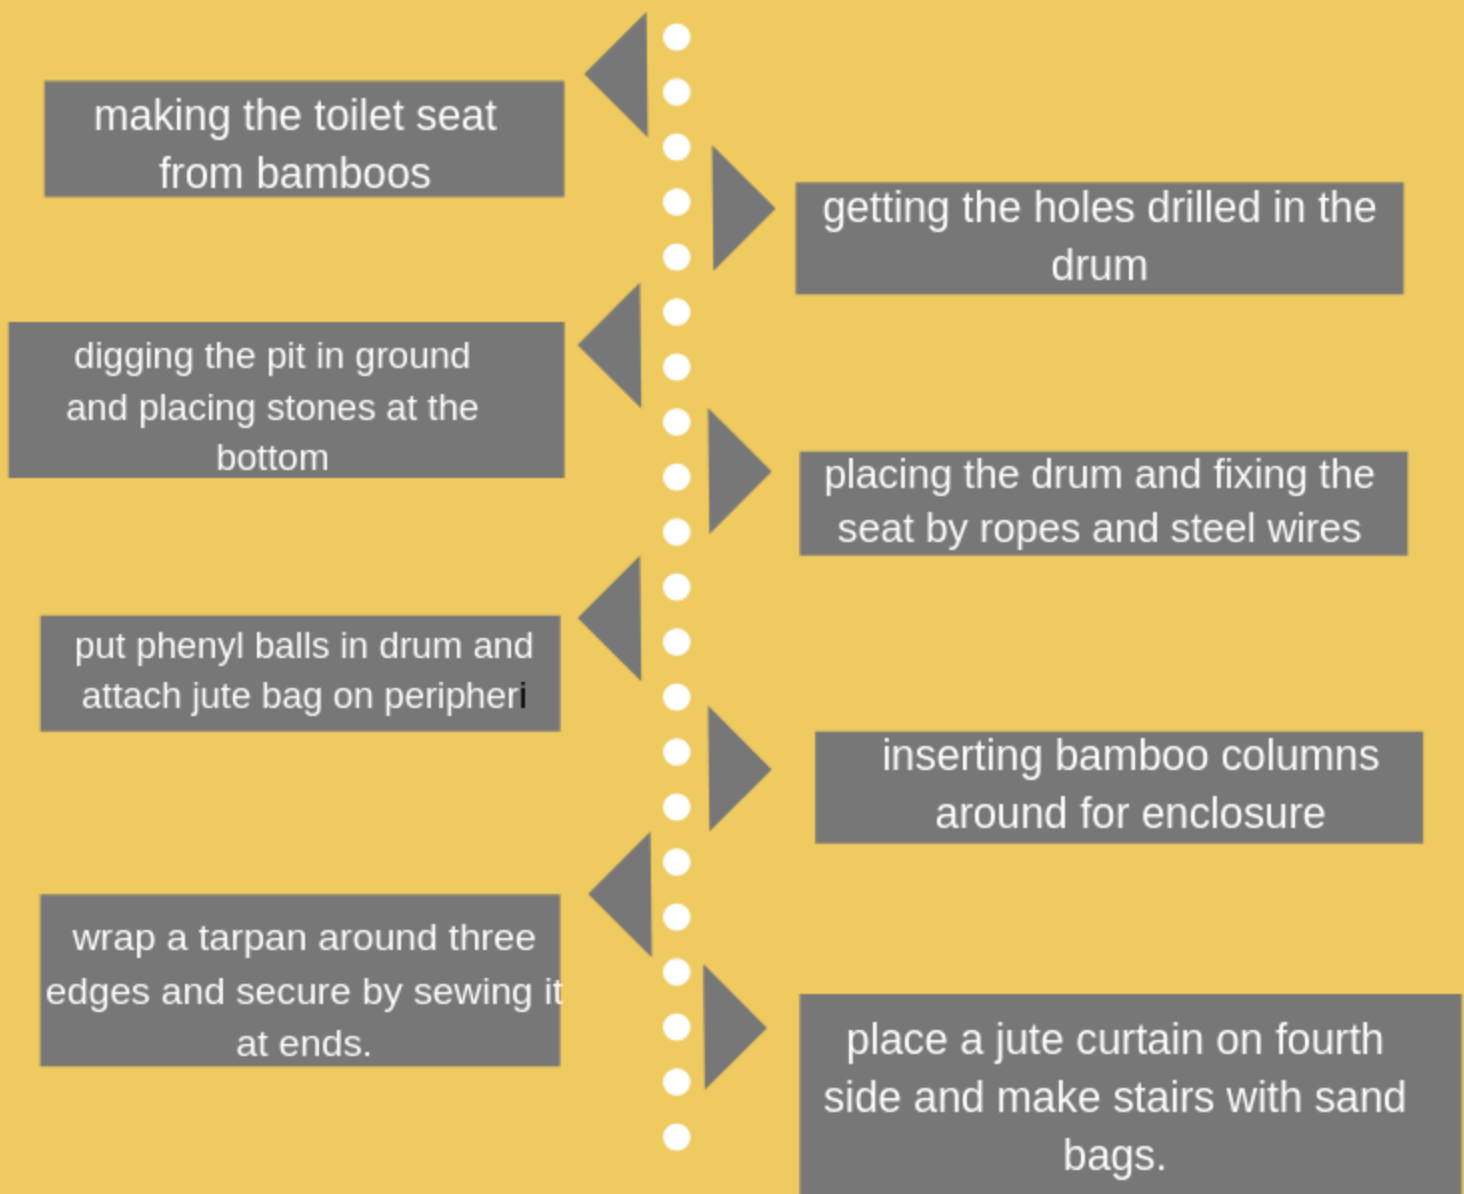 making the toilet seat
from bamboos
getting the holes drilled in the
drum
digging the pit in ground
and placing stones at the
bottom
placing the drum and fixing the
seat by ropes and steel wires
put phenyl balls in drum and
attach jute bag on peripheri
inserting bamboo columns
around for enclosure
wrap a tarpan around three
edges and secure by sewing it
at ends.
place a jute curtain on fourth
side and make stairs with sand
bags.